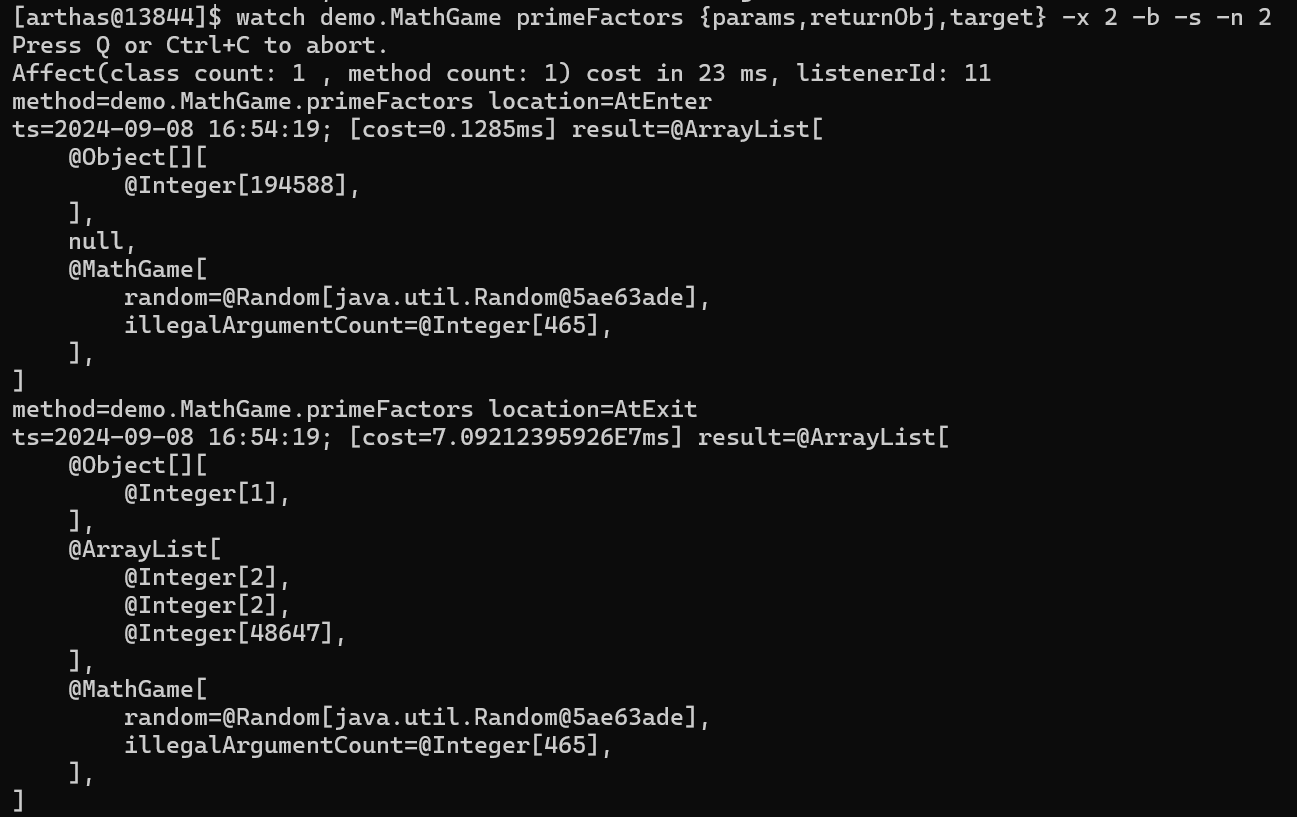 [arthas@13844]$ watch demo.MathGame primeFactors {params,returnObj,target} -x 2 -b -s -n 2
Press Q or Ctrl+C to abort.
Affect(class count: 1 , method count: 1) cost in 23 ms, listenerId: 11
method=demo.MathGame.primeFactors location=AtEnter
ts=2024-09-08 16:54:19; [cost=0.1285ms] result=@ArrayList[
    @Object[][
        @Integer[194588],
    ],
    null,
    @MathGame[
        random=@Random[java.util.Random@5ae63ade],
        illegalArgumentCount=@Integer[465],
    ],
]
method=demo.MathGame.primeFactors location=AtExit
ts=2024-09-08 16:54:19; [cost=7.09212395926E7ms] result=@ArrayList[
    @Object[][
        @Integer[1],
    ],
    @ArrayList[
        @Integer[2],
        @Integer[2],
        @Integer[48647],
    ],
    @MathGame[
        random=@Random[java.util.Random@5ae63ade],
        illegalArgumentCount=@Integer[465],
    ],
]